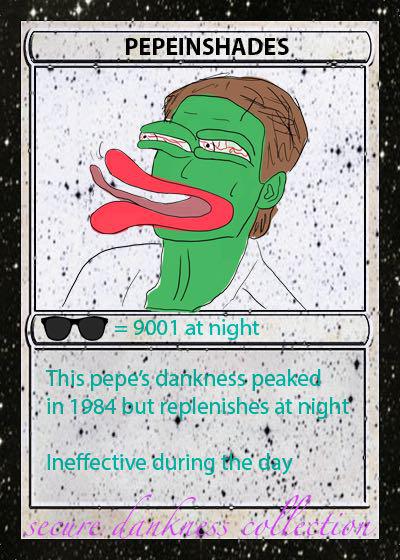 PEPEINSHADES
= 9001 at night
This pepe's dankness peaked
in 1984 but replenishes at night
Ineffective during the day
secure dankness collection